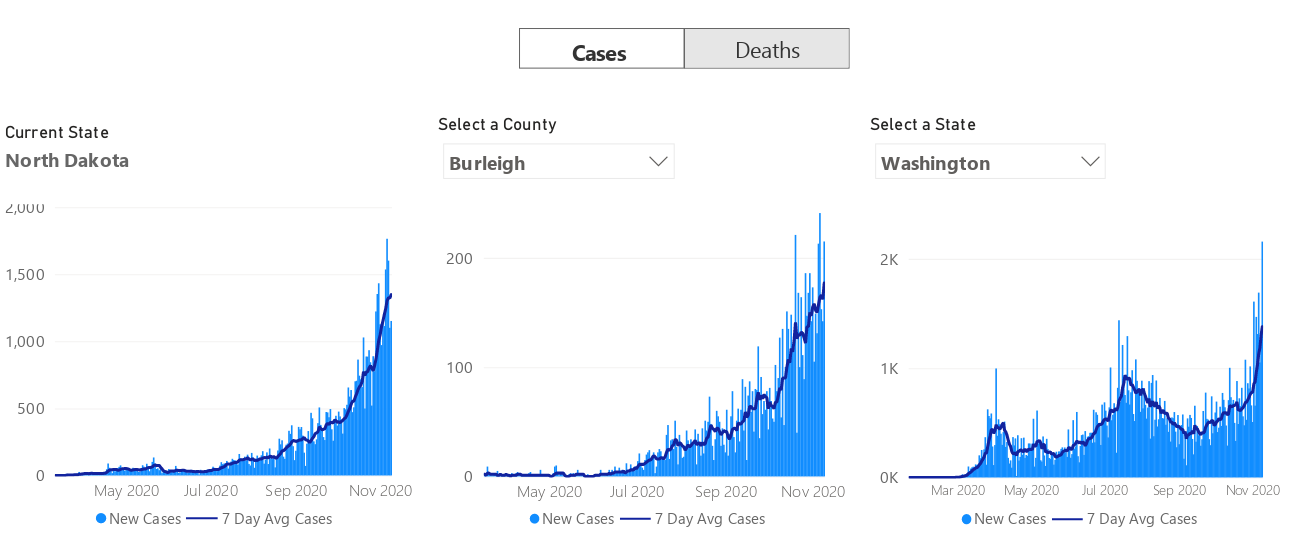 Cases Deaths
Current State
North Dakota
Select a County
Burleigh
Select a State
Washington
2,000
1,500
1,000
500
0
May 2020 Jul 2020 Sep 2020 Nov 2020
New Cases 7 Day Avg Cases
200
100
0
May 2020 Jul 2020 Sep 2020 Nov 2020
New Cases 7 Day Avg Cases
2K
1K
0K
Mar 2020 May 2020 Jul 2020 Sep 2020 Nov 2020
New Cases 7 Day Avg Cases